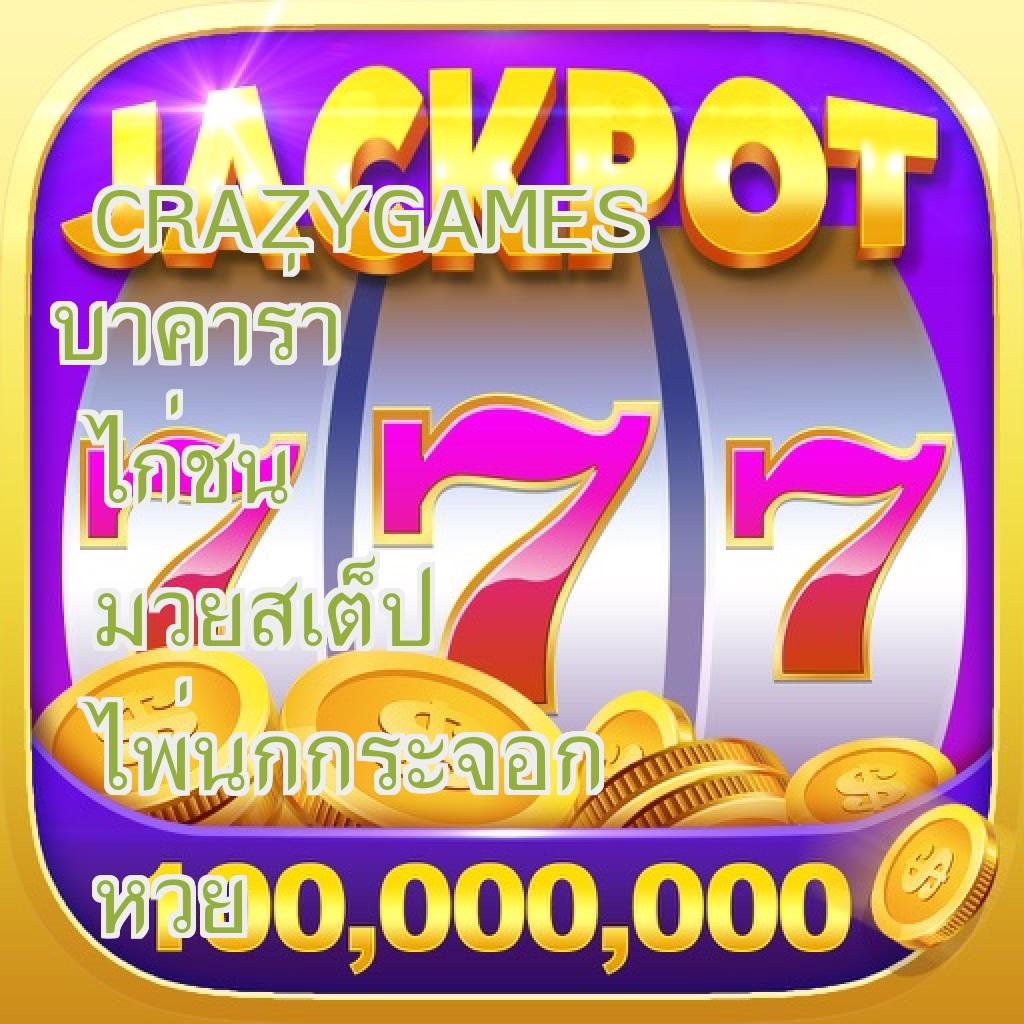 JACKPOT
CRAZYGAMES
บาคาร่า
ไก่ชน
มวยสเต็ป
ไพ่นกกระจอก
หวย
100,000,000